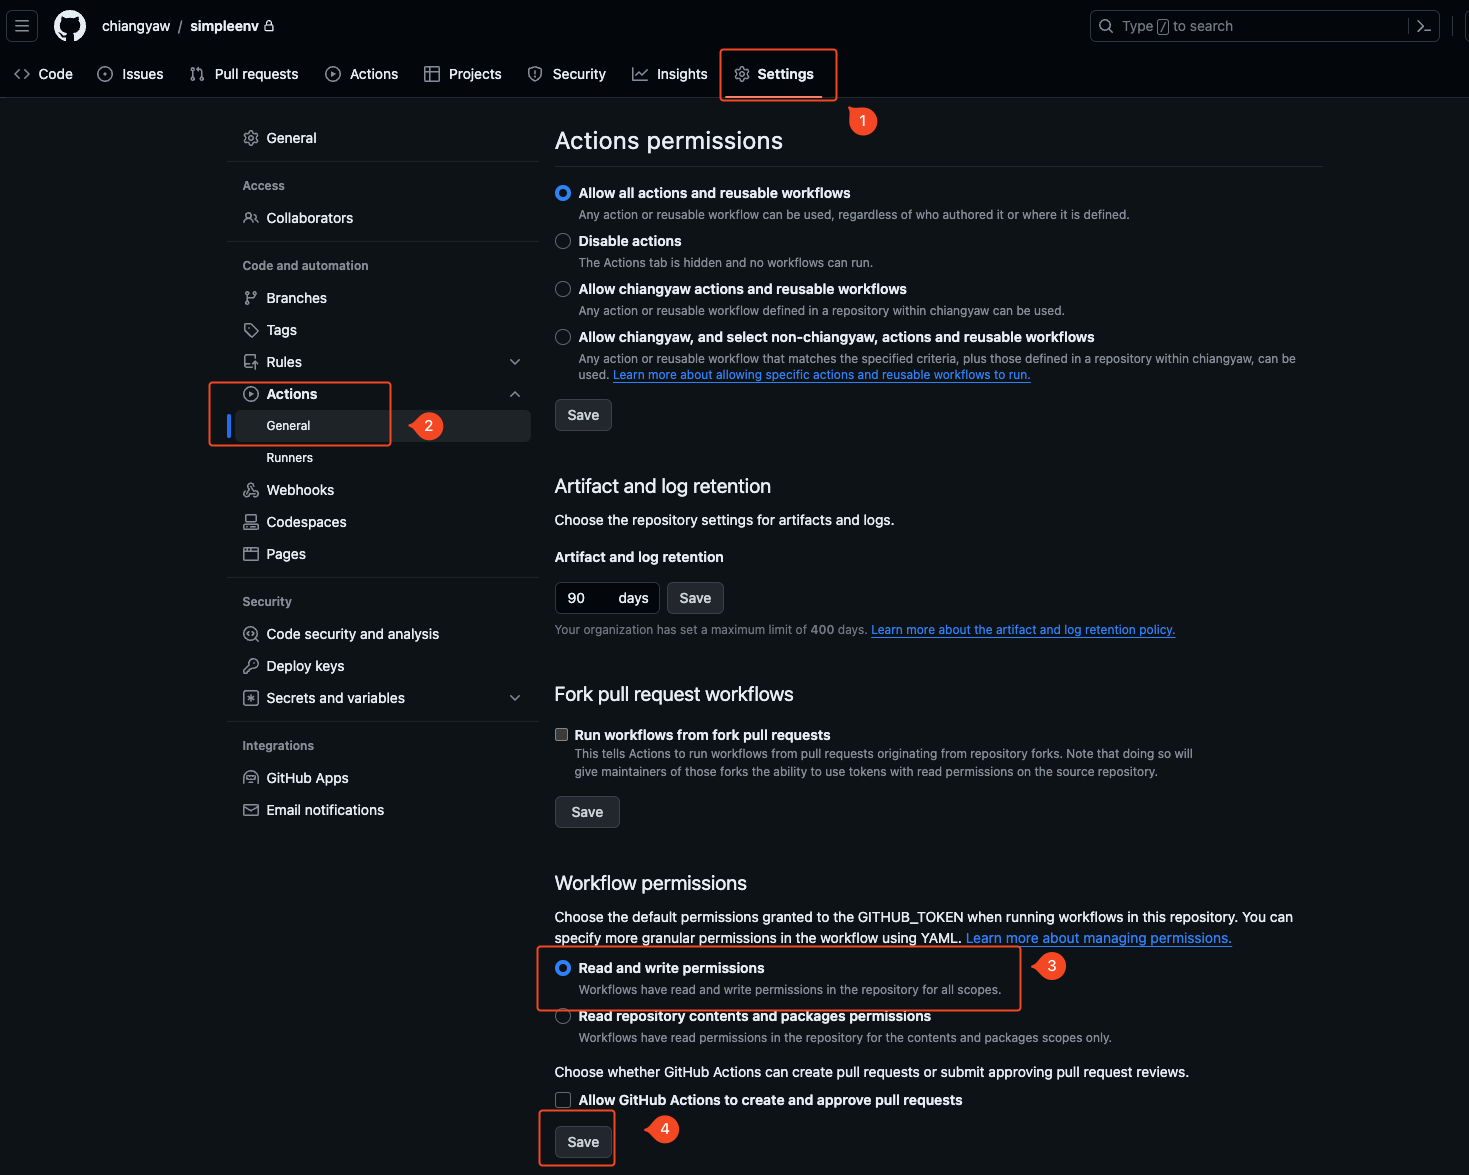 chiangyaw / simpleenv
Type / to search
Code Issues Pull requests Actions Projects Security Insights Settings
1
General
Access
Collaborators
Code and automation
Branches
Tags
Rules
Actions
General
2
Runners
Webhooks
Codespaces
Pages
Security
Code security and analysis
Deploy keys
Secrets and variables
Integrations
GitHub Apps
Email notifications
Actions permissions
Allow all actions and reusable workflows
Any action or reusable workflow can be used, regardless of who authored it or where it is defined.
Disable actions
The Actions tab is hidden and no workflows can run.
Allow chiangyaw actions and reusable workflows
Any action or reusable workflow defined in a repository within chiangyaw can be used.
Allow chiangyaw, and select non-chiangyaw, actions and reusable workflows
Any action or reusable workflow that matches the specified criteria, plus those defined in a repository within chiangyaw, can be
used. Learn more about allowing specific actions and reusable workflows to run.
Save
Artifact and log retention
Choose the repository settings for artifacts and logs.
Artifact and log retention
90 days Save
Your organization has set a maximum limit of 400 days. Learn more about the artifact and log retention policy.
Fork pull request workflows
Run workflows from fork pull requests
This tells Actions to run workflows from pull requests originating from repository forks. Note that doing so will
give maintainers of those forks the ability to use tokens with read permissions on the source repository.
Save
Workflow permissions
Choose the default permissions granted to the GITHUB_TOKEN when running workflows in this repository. You can
specify more granular permissions in the workflow using YAML. Learn more about managing permissions.
Read and write permissions
3
Workflows have read and write permissions in the repository for all scopes.
Read repository contents and packages permissions
Workflows have read permissions in the repository for the contents and packages scopes only.
Choose whether GitHub Actions can create pull requests or submit approving pull request reviews.
Allow GitHub Actions to create and approve pull requests
Save
4